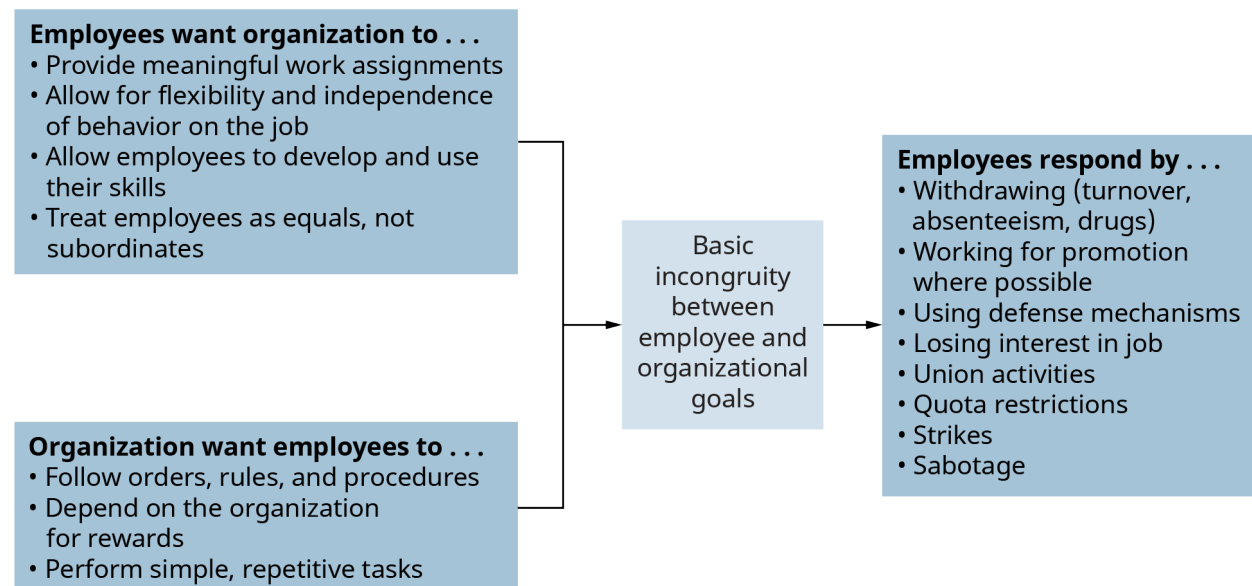 Employees want organization to . . .
• Provide meaningful work assignments
• Allow for flexibility and independence
of behavior on the job
• Allow employees to develop and use
their skills
• Treat employees as equals, not
subordinates
Organization want employees to . . .
• Follow orders, rules, and procedures
• Depend on the organization
for rewards
• Perform simple, repetitive tasks
Basic
incongruity
between
employee and
organizational
goals
Employees respond by . . .
• Withdrawing (turnover,
absenteeism, drugs)
• Working for promotion
where possible
• Using defense mechanisms
• Losing interest in job
• Union activities
• Quota restrictions
• Strikes
• Sabotage